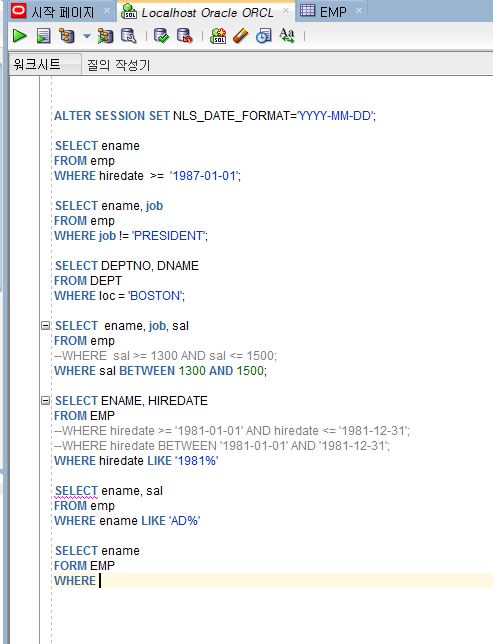 시작 페이지
Localhost Oracle ORCL
EMP
워크시트
질의 작성기
ALTER SESSION SET NLS_DATE_FORMAT='YYYY-MM-DD';
SELECT ename
FROM emp
WHERE hiredate >= '1987-01-01';
SELECT ename, job
FROM emp
WHERE job != 'PRESIDENT';
SELECT DEPTNO, DNAME
FROM DEPT
WHERE loc = 'BOSTON';
SELECT ename, job, sal
FROM emp
--WHERE sal >= 1300 AND sal <= 1500;
WHERE sal BETWEEN 1300 AND 1500;
SELECT ENAME, HIREDATE
FROM EMP
--WHERE hiredate >= '1981-01-01' AND hiredate <= '1981-12-31';
--WHERE hiredate BETWEEN '1981-01-01' AND '1981-12-31';
WHERE hiredate LIKE '1981%'
SELECT ename, sal
FROM emp
WHERE ename LIKE 'AD%'
SELECT ename
FORM EMP
WHERE